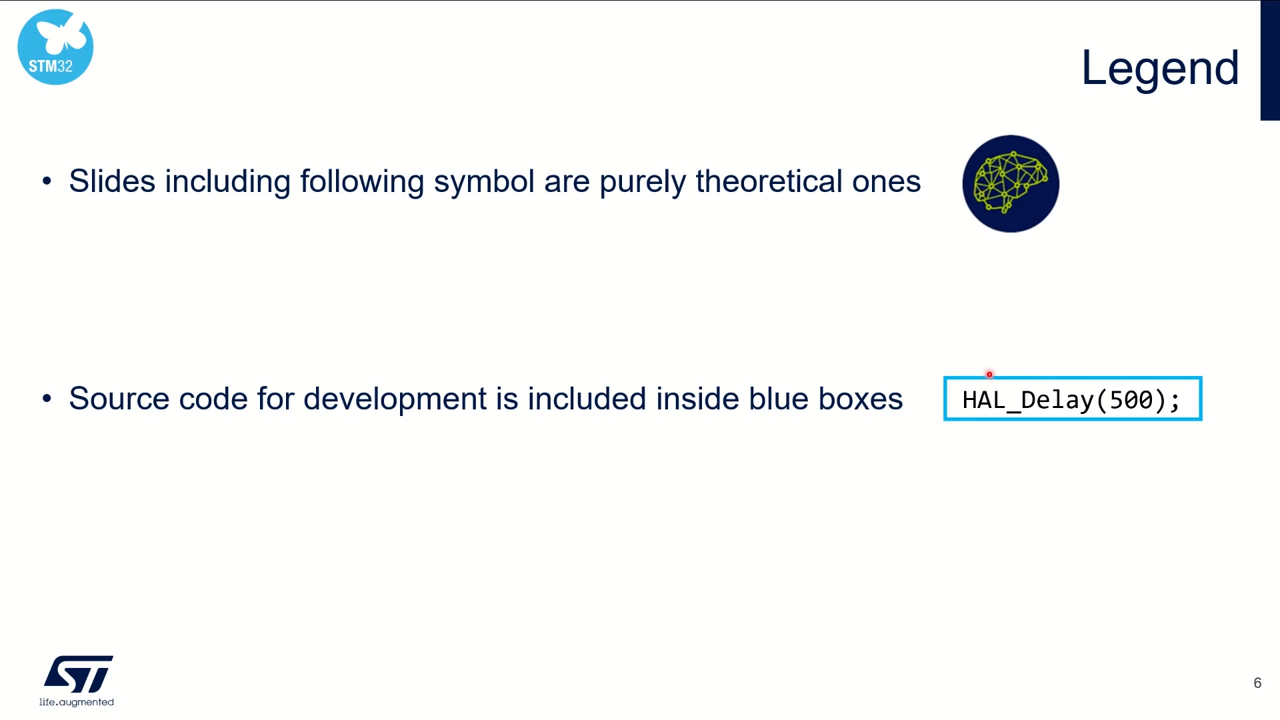 STM32
Legend
• Slides including following symbol are purely theoretical ones
• Source code for development is included inside blue boxes
HAL_Delay(500);
ST
life.augmented
6